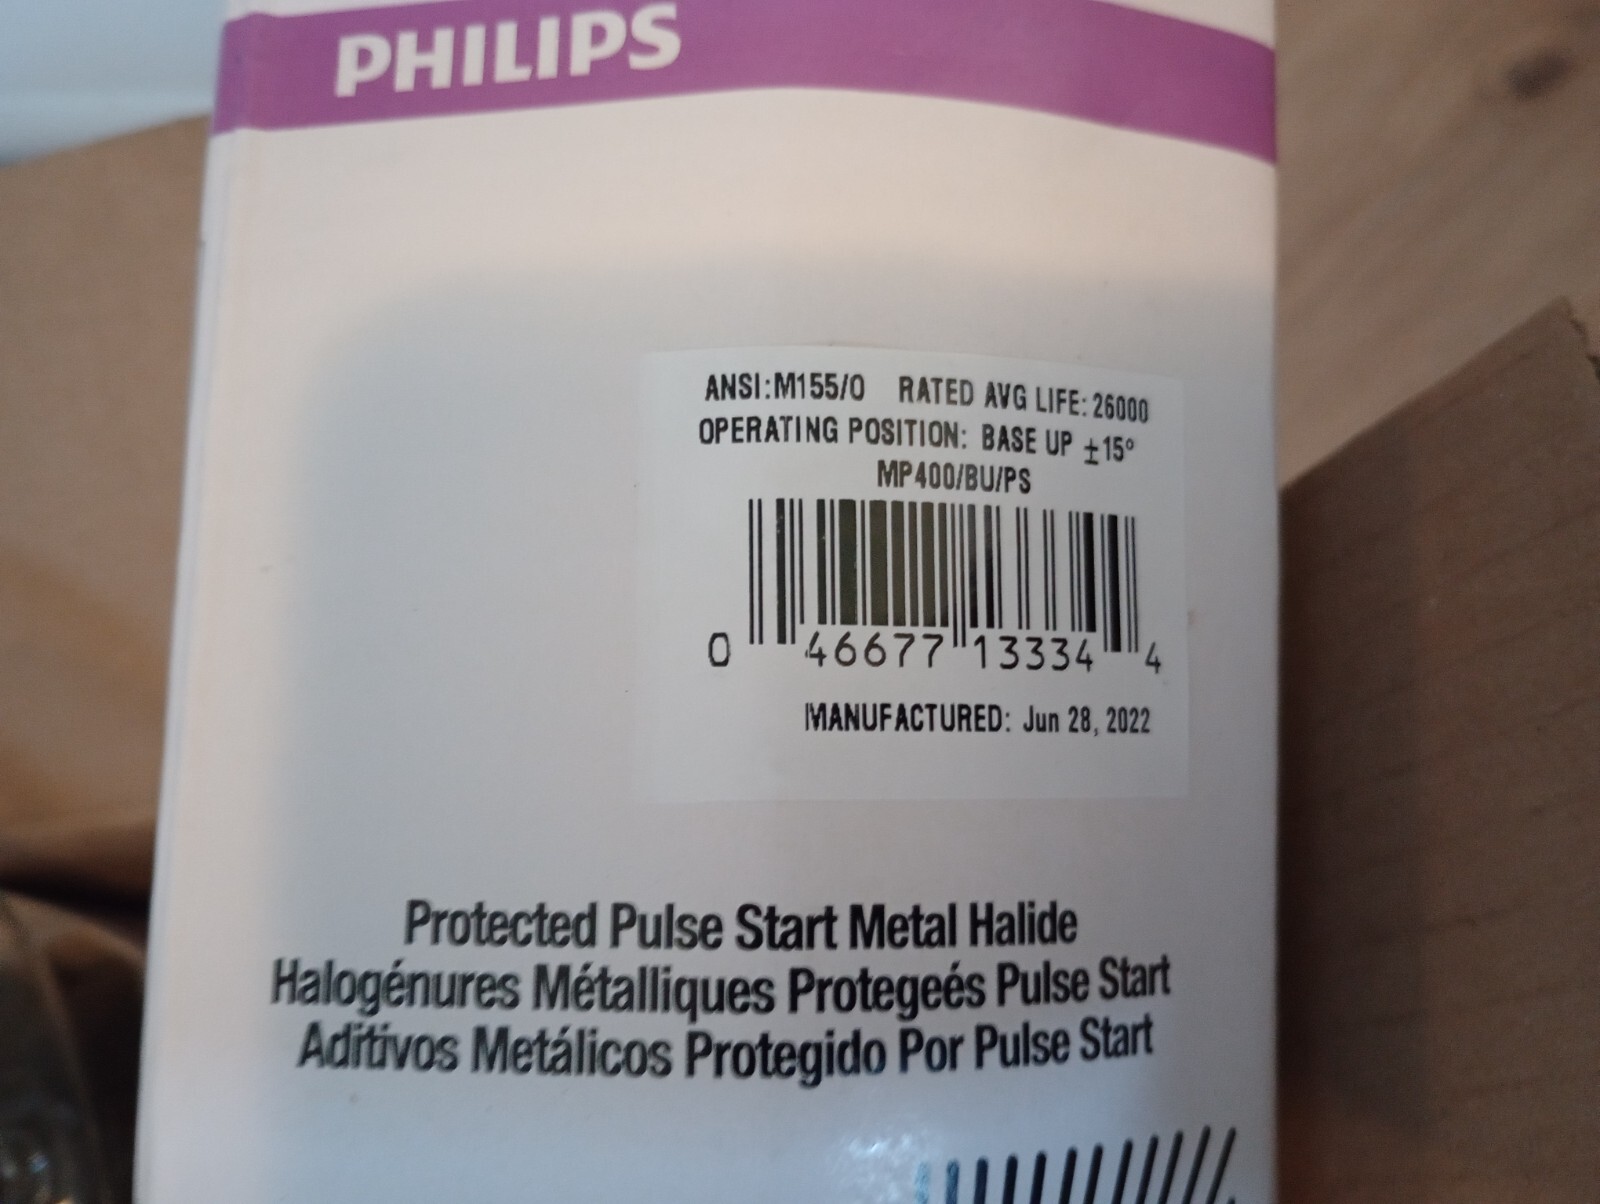 PHILIPS
ANSI:M155/O RATED AVG LIFE: 26000
OPERATING POSITION: BASE UP ±15°
MP400/BU/PS
0 46677 13334 4
MANUFACTURED: Jun 28, 2022
Protected Pulse Start Metal Halide
Halogénures Métalliques Protegeés Pulse Start
Aditivos Metálicos Protegido Por Pulse Start